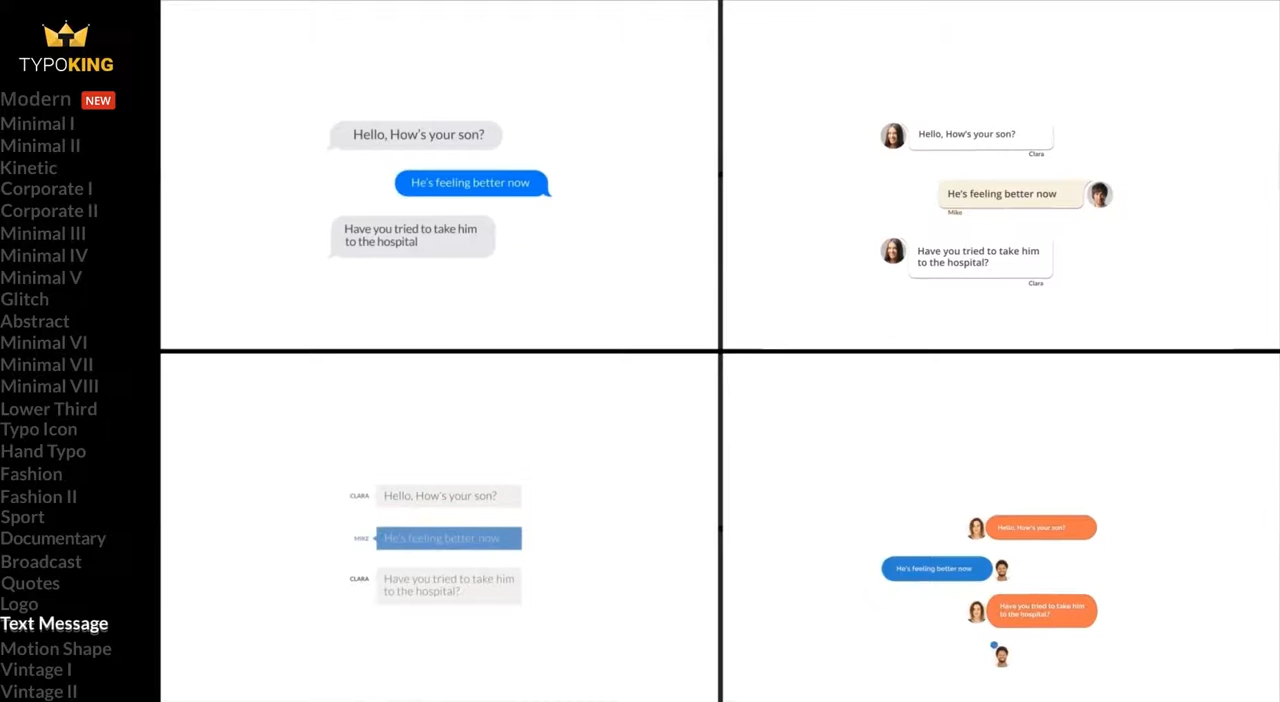 TYPOKING
Modern NEW
Minimal I
Minimal II
Kinetic
Corporate I
Corporate II
Minimal III
Minimal IV
Minimal V
Glitch
Abstract
Minimal VI
Minimal VII
Minimal VIII
Lower Third
Typo Icon
Hand Typo
Fashion
Fashion II
Sport
Documentary
Broadcast
Quotes
Logo
Text Message
Motion Shape
Vintage I
Vintage II
Hello, How's your son?
He's feeling better now
Have you tried to take him
to the hospital
Hello, How's your son?
Clara
He's feeling better now
Mike
Have you tried to take him
to the hospital?
Clara
CLARA Hello, How's your son?
MIKE He's feeling better now
CLARA Have you tried to take him
to the hospital?
Hello, How's your son?
He's feeling better now
Have you tried to take him
to the hospital?